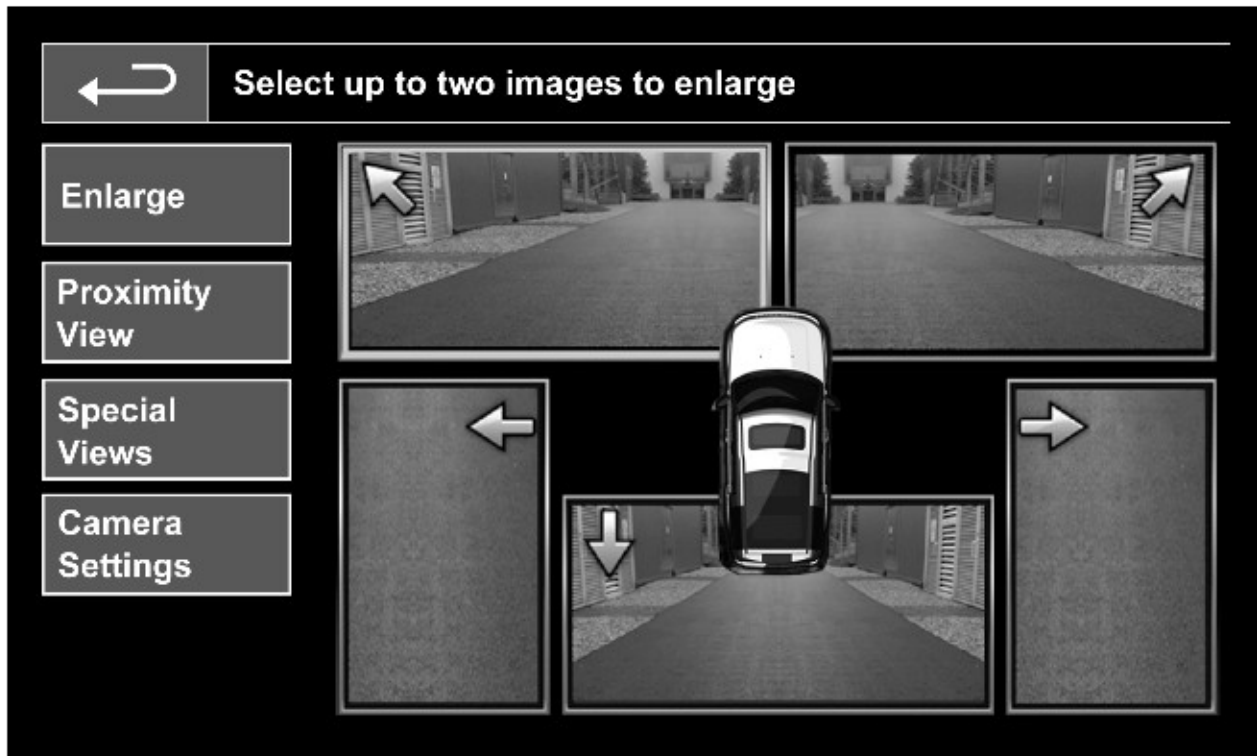 Select up to two images to enlarge
Enlarge
Proximity
View
Special
Views
Camera
Settings